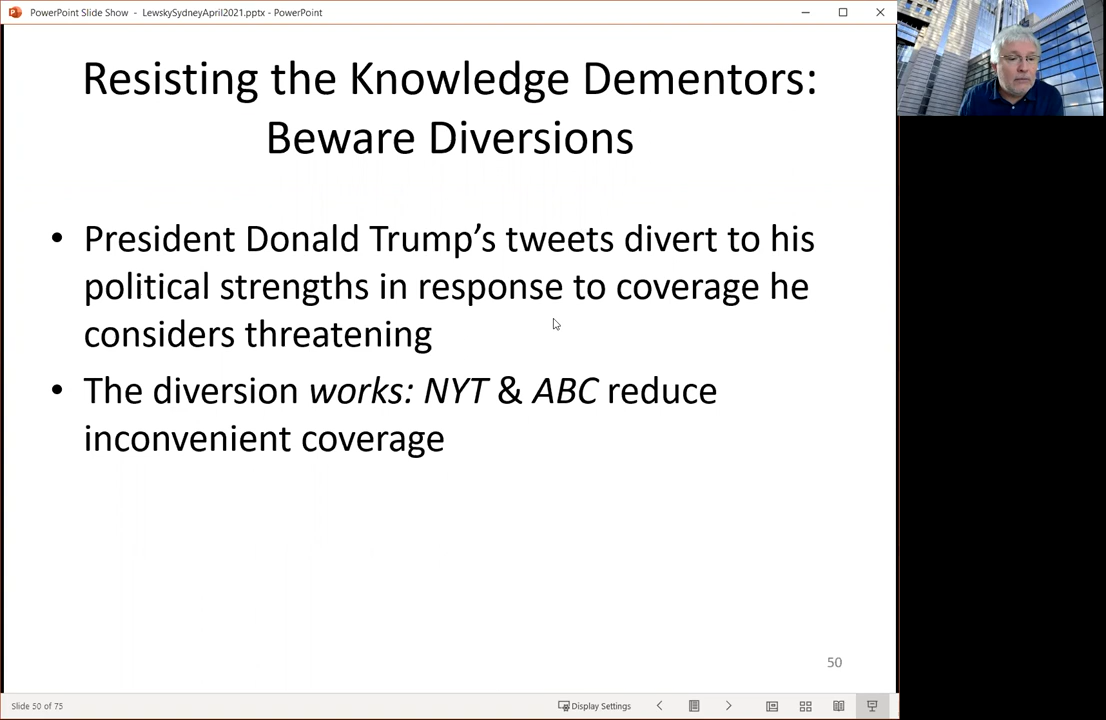 PowerPoint Slide Show - LewskySydneyApril2021.pptx - PowerPoint
Resisting the Knowledge Dementors:
Beware Diversions
• President Donald Trump’s tweets divert to his
political strengths in response to coverage he
considers threatening
• The diversion works: NYT & ABC reduce
inconvenient coverage
50
Slide 50 of 75
Display Settings